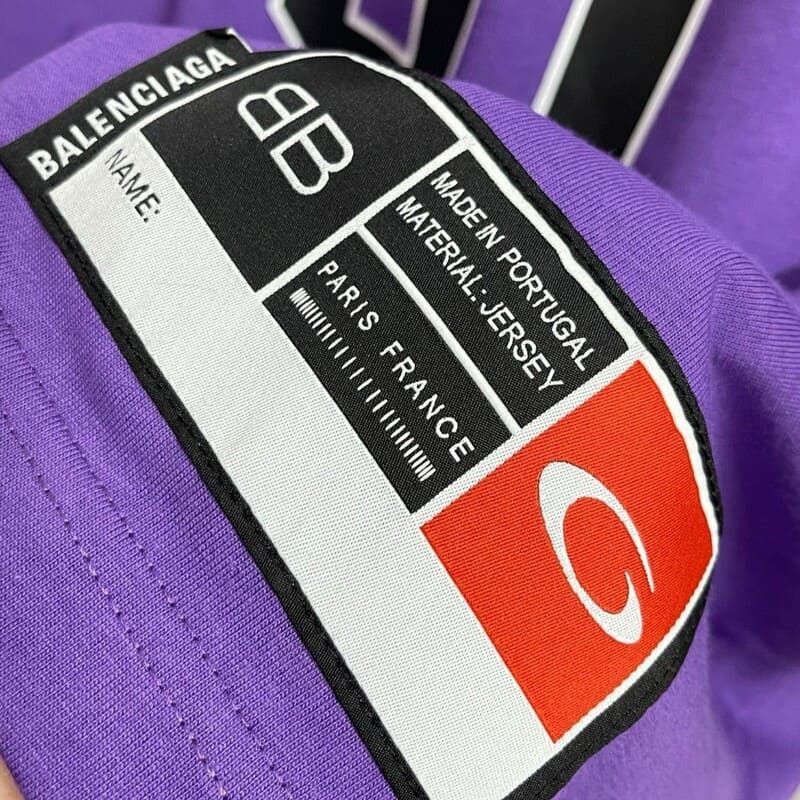 BALENCIAGA
BB
NAME:
MADE IN PORTUGAL
MATERIAL: JERSEY
PARIS FRANCE